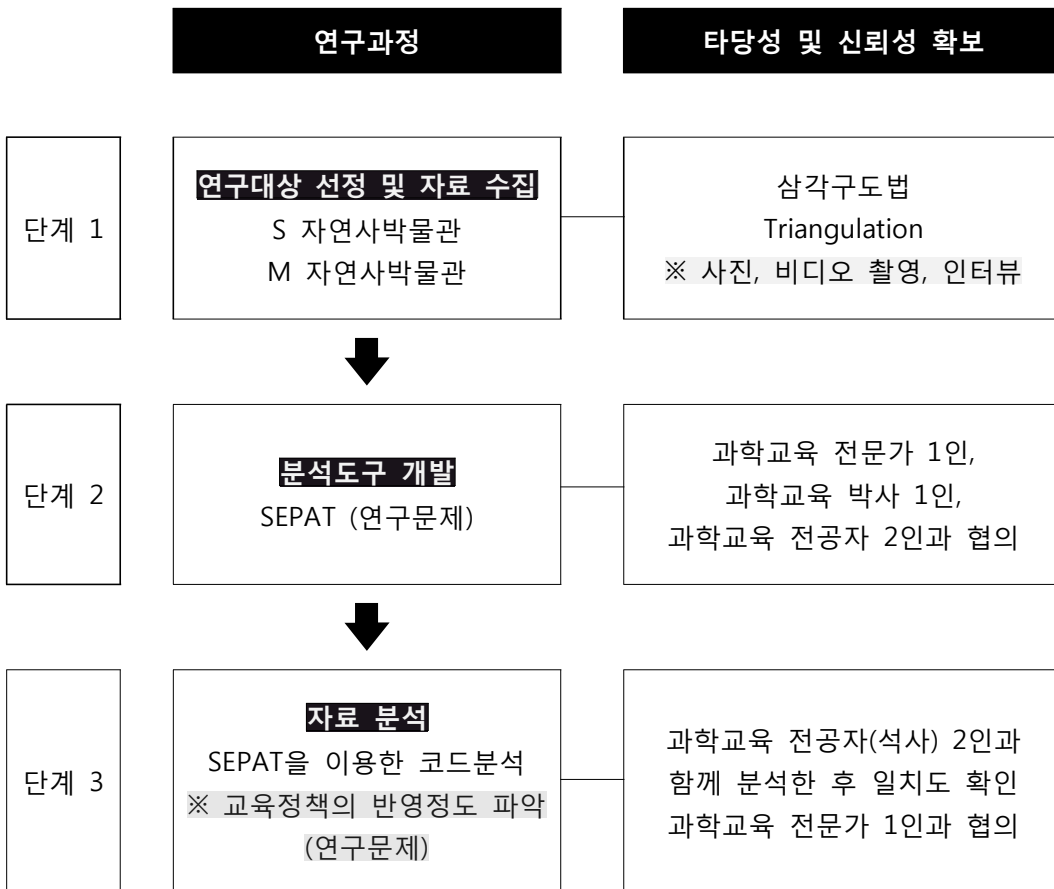 연구과정
타당성 및 신뢰성 확보
단계 1
연구대상 선정 및 자료 수집
S 자연사박물관
M 자연사박물관
삼각구도법
Triangulation
※ 사진, 비디오 촬영, 인터뷰
단계 2
분석도구 개발
SEPAT (연구문제)
과학교육 전문가 1인,
과학교육 박사 1인,
과학교육 전공자 2인과 협의
단계 3
자료 분석
SEPAT을 이용한 코드분석
※ 교육정책의 반영정도 파악
(연구문제)
과학교육 전공자(석사) 2인과
함께 분석한 후 일치도 확인
과학교육 전문가 1인과 협의